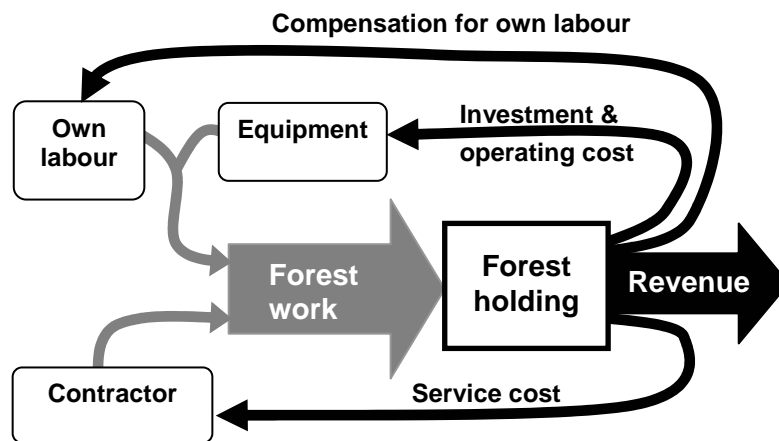 Compensation for own labour
Own
labour
Equipment
Investment &
operating cost
Forest
work
Forest
holding
Revenue
Contractor
Service cost